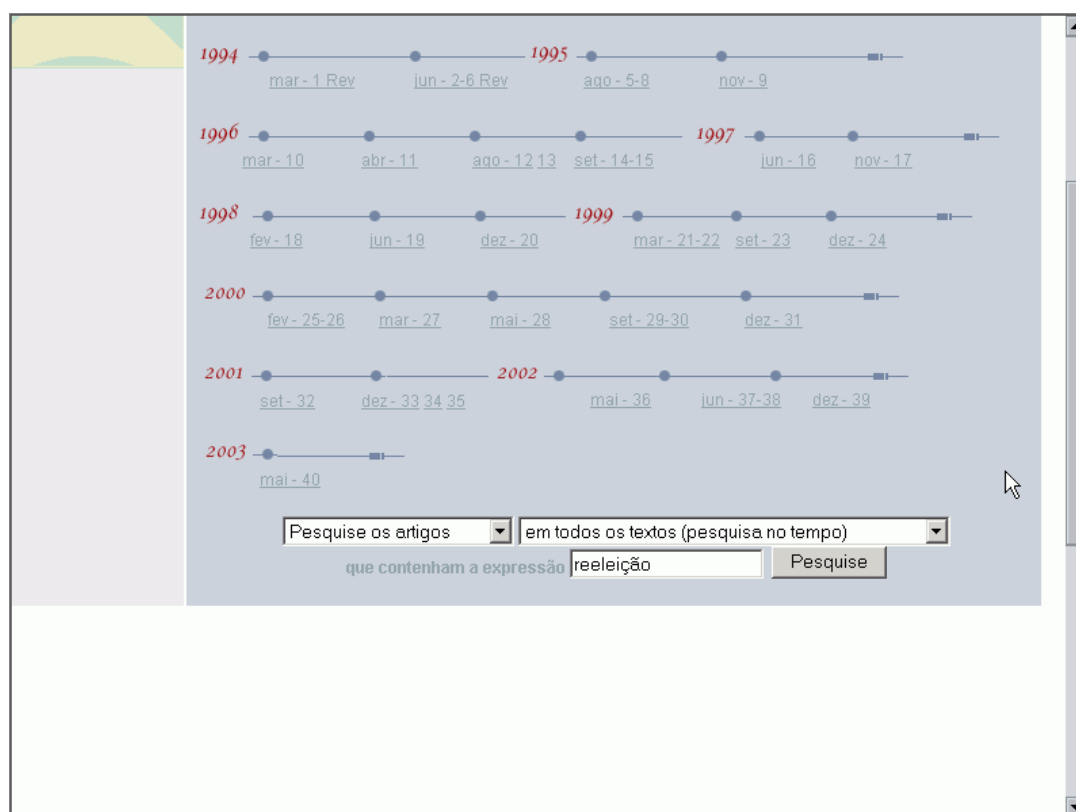 1994 1995
mar - 1 Rev jun - 2-6 Rev ago - 5-8 nov - 9
1996 1997
mar - 10 abr - 11 ago - 12 13 set - 14-15 jun - 16 nov - 17
1998 1999
fev - 18 jun - 19 dez - 20 mar - 21-22 set - 23 dez - 24
2000
fev - 25-26 mar - 27 mai - 28 set - 29-30 dez - 31
2001 2002
set - 32 dez - 33 34 35 mai - 36 jun - 37-38 dez - 39
2003
mai - 40
Pesquise os artigos em todos os textos (pesquisa no tempo)
que contenham a expressão reeleição Pesquise